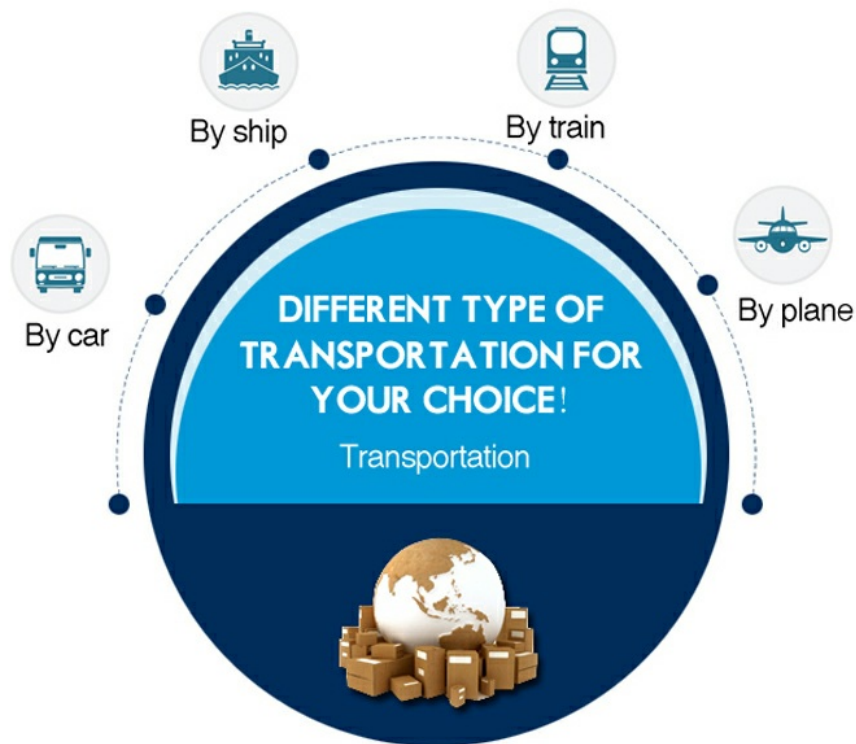 By ship
By train
By car
By plane
DIFFERENT TYPE OF
TRANSPORTATION FOR
YOUR CHOICE!
Transportation